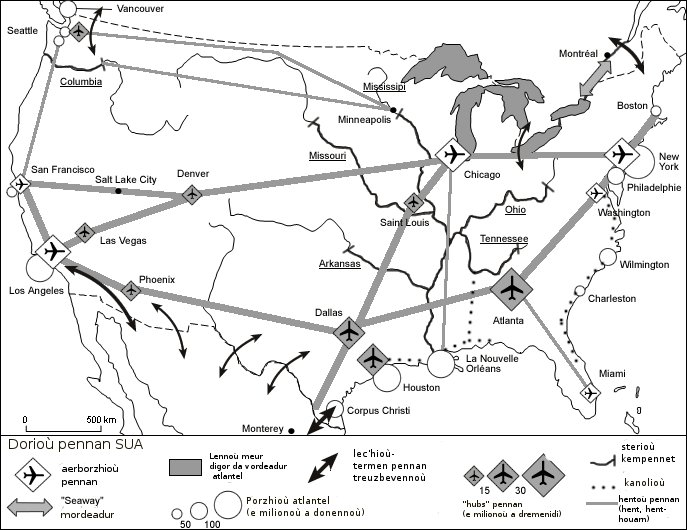 Vancouver
Seattle
Columbia
Mississipi
Minneapolis
Montréal
Boston
Missouri
San Francisco
Salt Lake City
Denver
Chicago
New
York
Philadelphie
Saint Louis
Ohio
Washington
Las Vegas
Tennessee
Arkansas
Wilmington
Los Angeles
Phoenix
Dallas
Atlanta
Charleston
La Nouvelle
Orléans
Houston
Miami
Corpus Christi
Monterey
0 500 km
Dorioù pennan SUA
aerborzhioù
pennan
Lennoù meur
digor da vordeadur
atlantel
lec'hioù-
termen pennan
treuzbevennoù
15 30
"hubs" pennan
(e milionoù a dremenidi)
sterioù
kempennet
kanolioù
hentoù pennan
(hent, hent-
houam)
"Seaway"
mordeadur
50 100
Porzhioù atlantel
(e milionoù a donennoù)